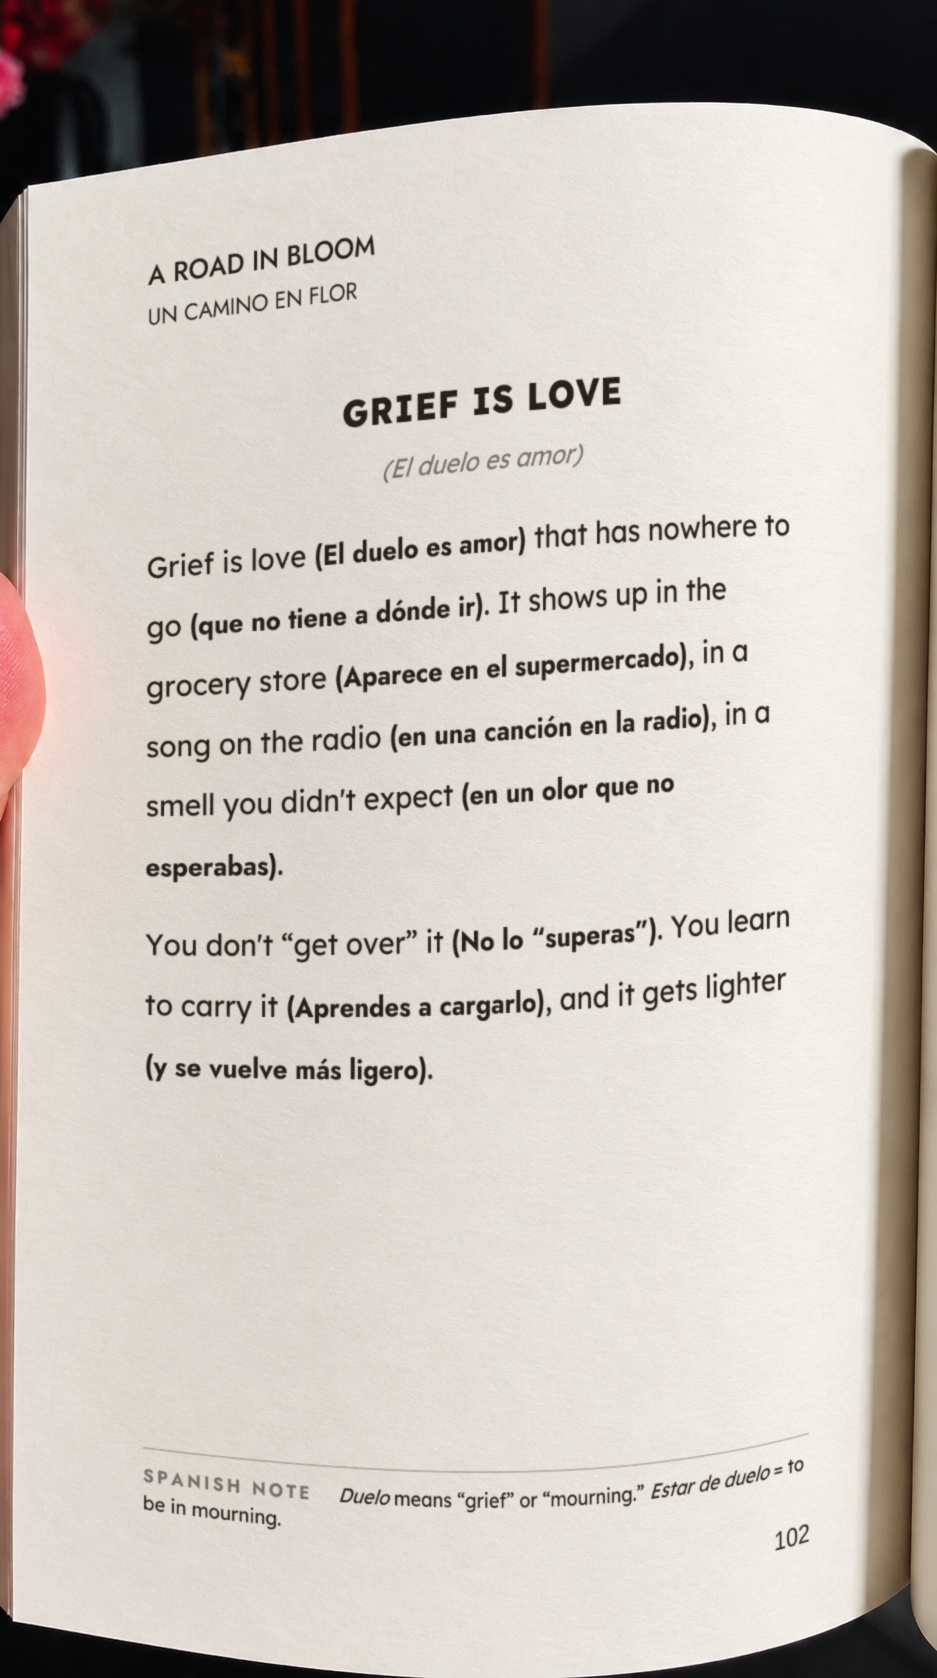 A ROAD IN BLOOM
UN CAMINO EN FLOR
GRIEF IS LOVE
(El duelo es amor)
Grief is love (El duelo es amor) that has nowhere to
go (que no tiene a dónde ir). It shows up in the
grocery store (Aparece en el supermercado), in a
song on the radio (en una canción en la radio), in a
smell you didn't expect (en un olor que no
esperabas).
You don't “get over” it (No lo “superas”). You learn
to carry it (Aprendes a cargarlo), and it gets lighter
(y se vuelve más ligero).
SPANISH NOTE Duelo means “grief” or “mourning.” Estar de duelo = to
be in mourning.
102